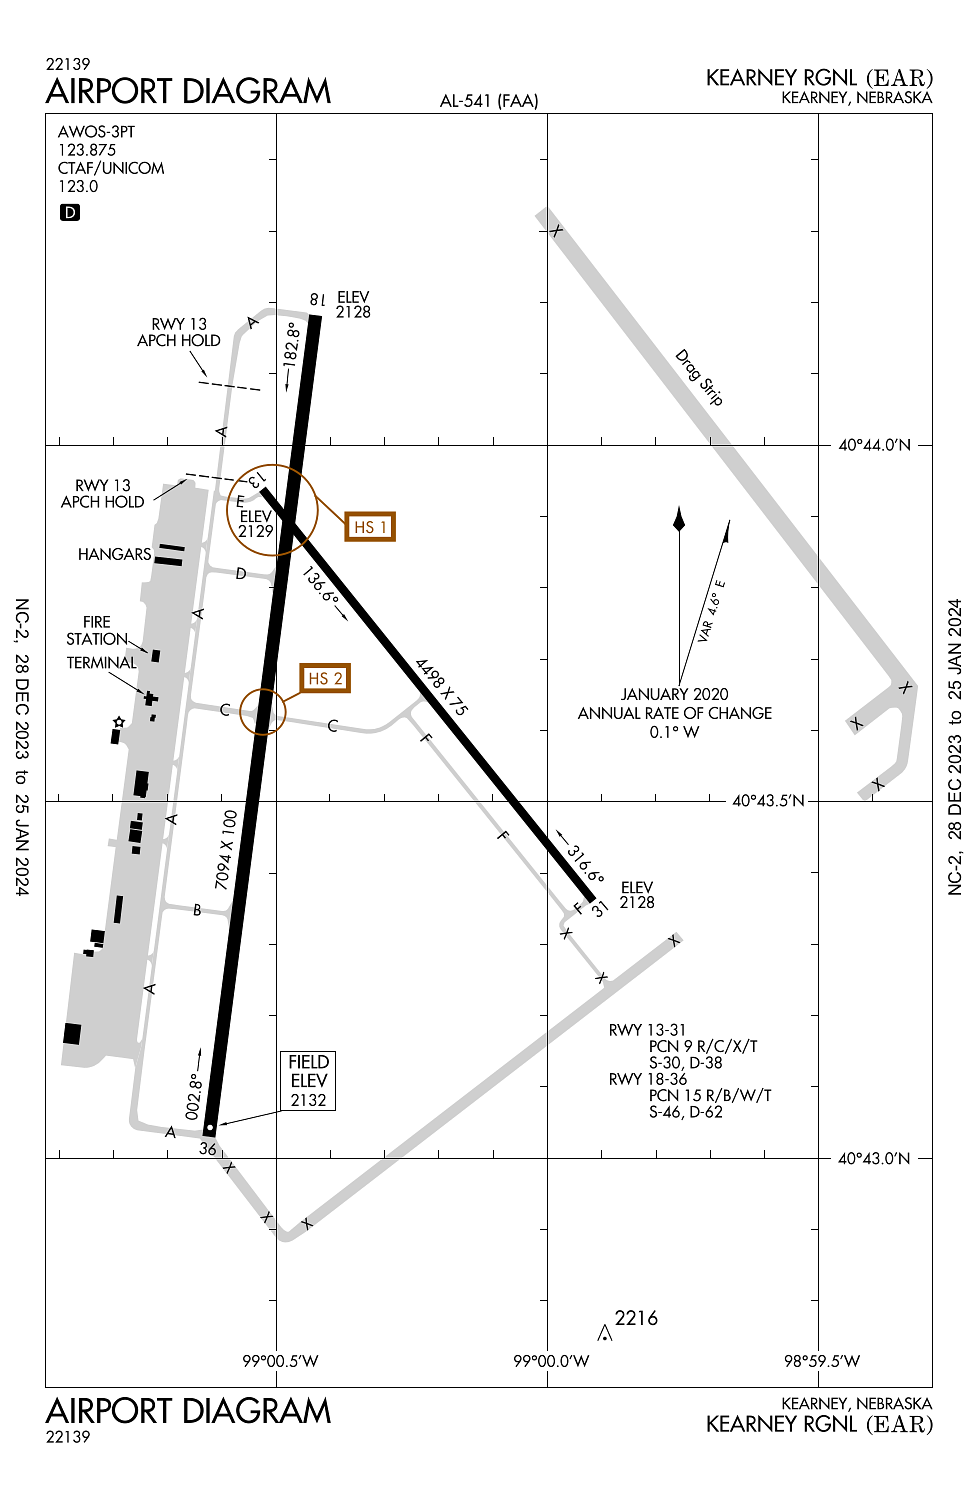 22139
AIRPORT DIAGRAM
AL-541 (FAA)
KEARNEY RGNL (EAR)
KEARNEY, NEBRASKA
AWOS-3PT
123.875
CTAF/UNICOM
123.0
D
X
18
ELEV
2128
RWY 13
APCH HOLD
A
182.8°
Drag Strip
A
40°44.0'N
RWY 13
APCH HOLD
13
E
ELEV
2129
HS 1
HANGARS
D
136.6°
VAR 4.6° E
A
FIRE
STATION
TERMINAL
HS 2
4498 X 75
JANUARY 2020
ANNUAL RATE OF CHANGE
0.1° W
X
X
X
C
C
F
40°43.5'N
7094 X 100
A
F
316.6°
ELEV
2128
F
31
B
X
X
X
A
RWY 13-31
PCN 9 R/C/X/T
S-30, D-38
RWY 18-36
PCN 15 R/B/W/T
S-46, D-62
FIELD
ELEV
2132
002.8°
A
36
X
40°43.0'N
X
X
2216
99°00.5'W
99°00.0'W
98°59.5'W
NC-2, 28 DEC 2023 to 25 JAN 2024
NC-2, 28 DEC 2023 to 25 JAN 2024
AIRPORT DIAGRAM
22139
KEARNEY, NEBRASKA
KEARNEY RGNL (EAR)